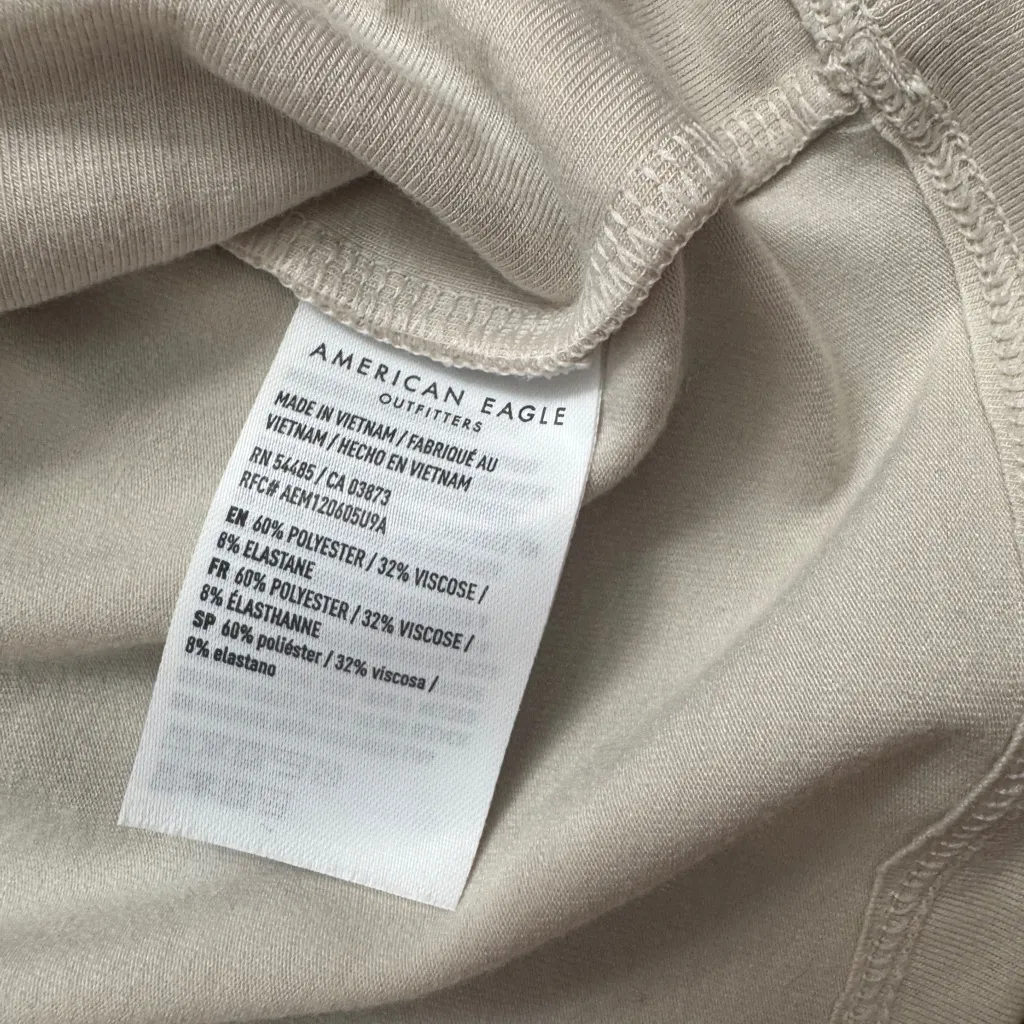 AMERICAN EAGLE
OUTFITTERS
MADE IN VIETNAM / FABRIQUÉ AU
VIETNAM / HECHO EN VIETNAM
RN 54485 / CA 03873
RFC# AEM120605U9A
EN 60% POLYESTER / 32% VISCOSE /
8% ELASTANE
FR 60% POLYESTER / 32% VISCOSE /
8% ÉLASTHANNE
SP 60% poliéster / 32% viscosa /
8% elastano